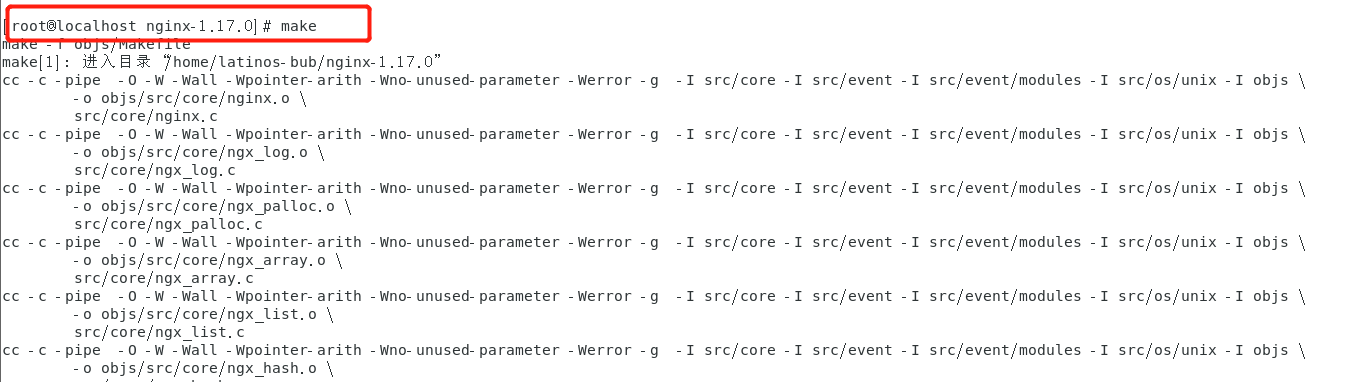 [root@localhost nginx-1.17.0]# make
make -f objs/Makefile
make[1]: 进入目录“/home/latinos-bub/nginx-1.17.0”
cc -c -pipe  -O -W -Wall -Wpointer-arith -Wno-unused-parameter -Werror -g  -I src/core -I src/event -I src/event/modules -I src/os/unix -I objs \
-o objs/src/core/nginx.o \
src/core/nginx.c
cc -c -pipe  -O -W -Wall -Wpointer-arith -Wno-unused-parameter -Werror -g  -I src/core -I src/event -I src/event/modules -I src/os/unix -I objs \
-o objs/src/core/ngx_log.o \
src/core/ngx_log.c
cc -c -pipe  -O -W -Wall -Wpointer-arith -Wno-unused-parameter -Werror -g  -I src/core -I src/event -I src/event/modules -I src/os/unix -I objs \
-o objs/src/core/ngx_palloc.o \
src/core/ngx_palloc.c
cc -c -pipe  -O -W -Wall -Wpointer-arith -Wno-unused-parameter -Werror -g  -I src/core -I src/event -I src/event/modules -I src/os/unix -I objs \
-o objs/src/core/ngx_array.o \
src/core/ngx_array.c
cc -c -pipe  -O -W -Wall -Wpointer-arith -Wno-unused-parameter -Werror -g  -I src/core -I src/event -I src/event/modules -I src/os/unix -I objs \
-o objs/src/core/ngx_list.o \
src/core/ngx_list.c
cc -c -pipe  -O -W -Wall -Wpointer-arith -Wno-unused-parameter -Werror -g  -I src/core -I src/event -I src/event/modules -I src/os/unix -I objs \
-o objs/src/core/ngx_hash.o \